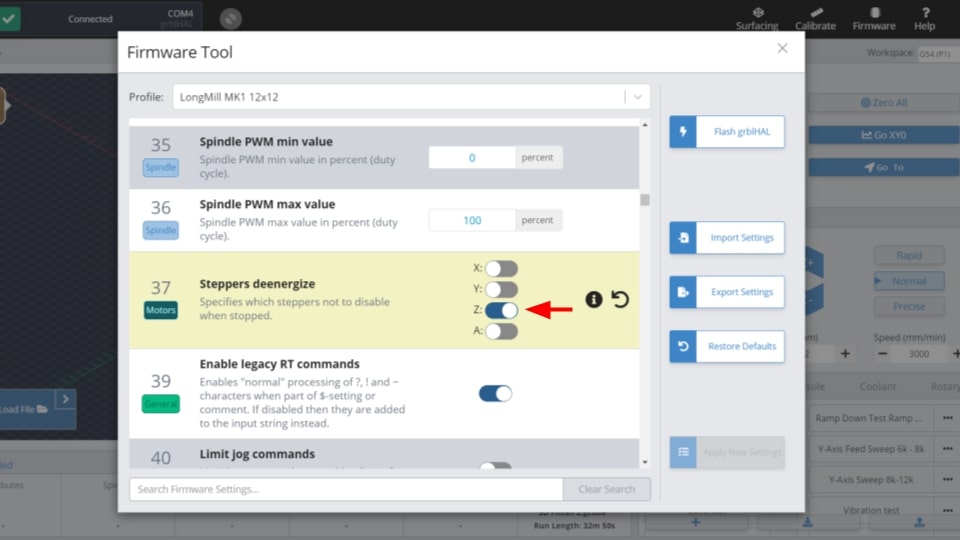 Connected
COM4
grblHAL
Surfacing
Calibrate
Firmware
Help
Workspace:
G54 (P1)
Firmware Tool
Profile:
LongMill MK1 12x12
35
Spindle
Spindle PWM min value
Spindle PWM min value in percent (duty
cycle).
0
percent
36
Spindle
Spindle PWM max value
Spindle PWM max value in percent (duty
cycle).
100
percent
37
Motors
Steppers deenergize
Specifies which steppers not to disable
when stopped.
X:
Y:
Z:
A:
39
General
Enable legacy RT commands
Enables "normal" processing of ?, ! and ~
characters when part of $-setting or
comment. If disabled then they are added
to the input string instead.
40
Limit jog commands
Search Firmware Settings...
Clear Search
Flash grblHAL
Import Settings
Export Settings
Restore Defaults
Apply New Settings
Zero All
Go XY0
Go To
Rapid
Normal
Precise
Speed (mm/min)
2
+
−
3000
Coolant
Ramp Down Test Ramp ...
Y-Axis Feed Sweep 6k - 8k
Y-Axis Sweep 8k-12k
Vibration test
Load File
Run Length: 32m 50s